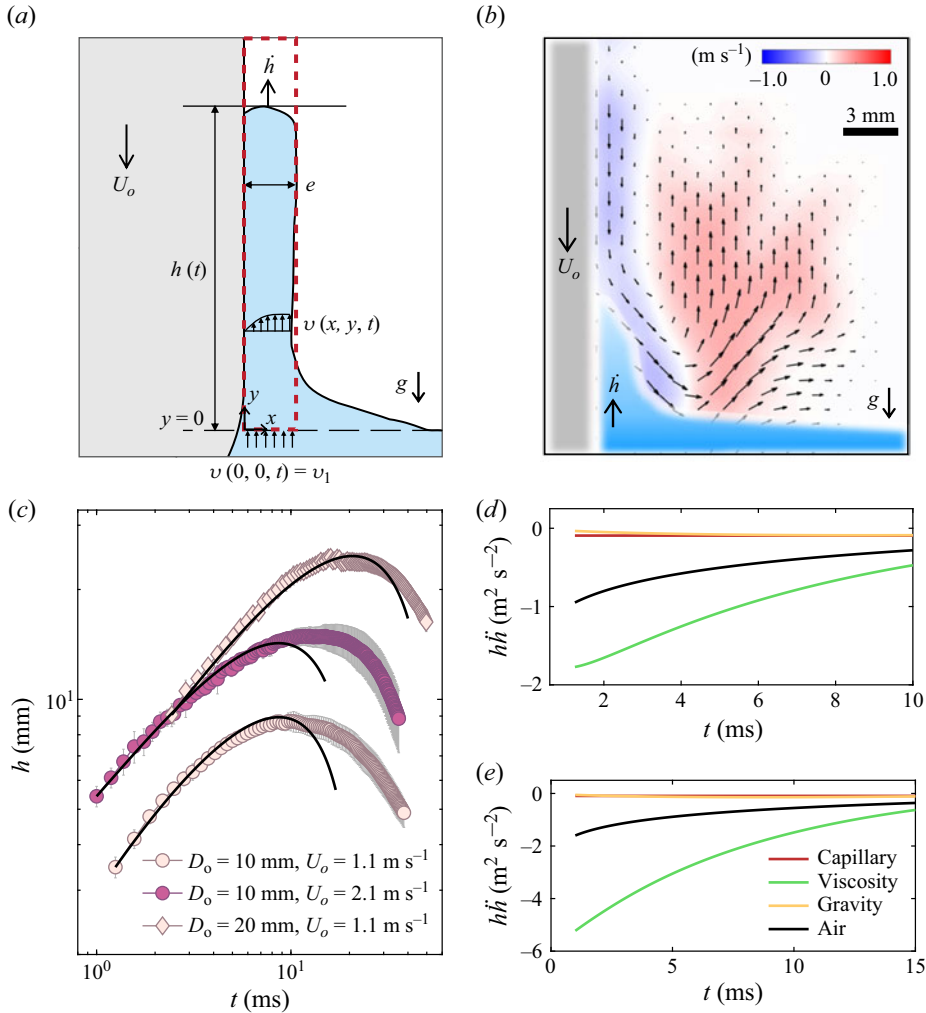 (a)
ḣ
U_o
e
h (t)
υ (x, y, t)
g
y
y = 0
x
υ (0, 0, t) = υ_1
(b)
(m s⁻¹)
−1.0 0 1.0
3 mm
U_o
ḣ
g
(c)
h (mm)
10¹
D_o = 10 mm, U_o = 1.1 m s⁻¹
D_o = 10 mm, U_o = 2.1 m s⁻¹
D_o = 20 mm, U_o = 1.1 m s⁻¹
10⁰ 10¹
t (ms)
(d)
hḧ (m² s⁻²)
0
−1
−2
2 4 6 8 10
t (ms)
(e)
hḧ (m² s⁻²)
0
−2
−4
−6
Capillary
Viscosity
Gravity
Air
0 5 10 15
t (ms)